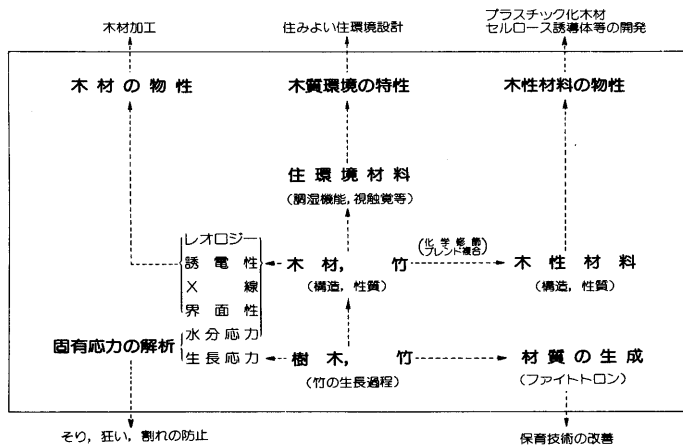 木材加工
住みよい住環境設計
プラスチック化木材
セルロース誘導体等の開発
木材の物性
木質環境の特性
木性材料の物性
住環境材料
(調湿機能, 視触覚等)
レオロジー
誘電性
X線
界面性
水分応力
生長応力
木材, 竹
(構造, 性質)
(化学修飾
ブレンド複合)
木性材料
(構造, 性質)
固有応力の解析
樹木, 竹
(竹の生長過程)
材質の生成
(ファイトトロン)
そり, 狂い, 割れの防止
保育技術の改善